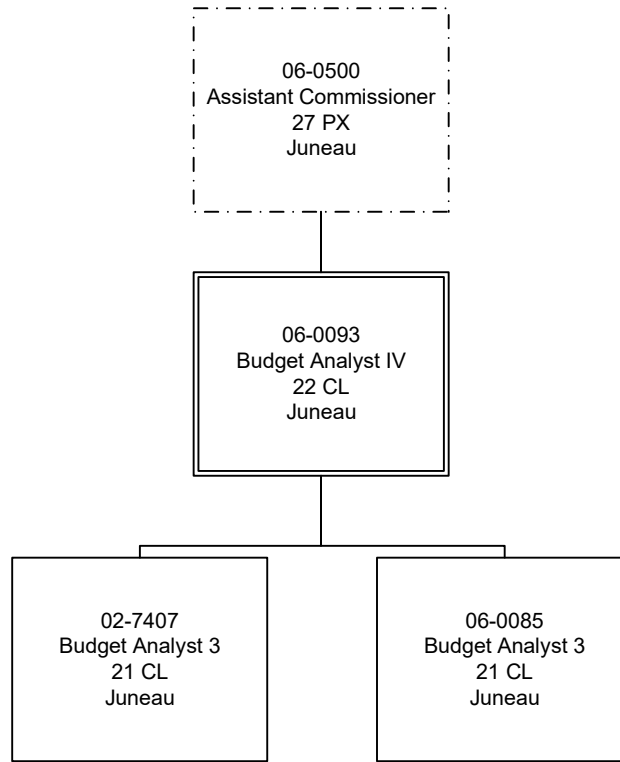 06-0500
Assistant Commissioner
27 PX
Juneau
06-0093
Budget Analyst IV
22 CL
Juneau
02-7407
Budget Analyst 3
21 CL
Juneau
06-0085
Budget Analyst 3
21 CL
Juneau